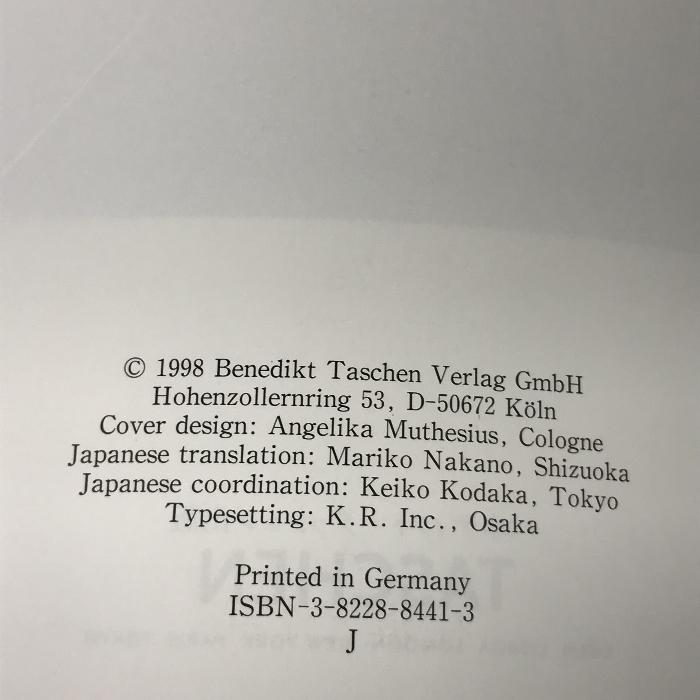 © 1998 Benedikt Taschen Verlag GmbH
Hohenzollernring 53, D-50672 Köln
Cover design: Angelika Muthesius, Cologne
Japanese translation: Mariko Nakano, Shizuoka
Japanese coordination: Keiko Kodaka, Tokyo
Typesetting: K.R. Inc., Osaka
Printed in Germany
ISBN-3-8228-8441-3
J